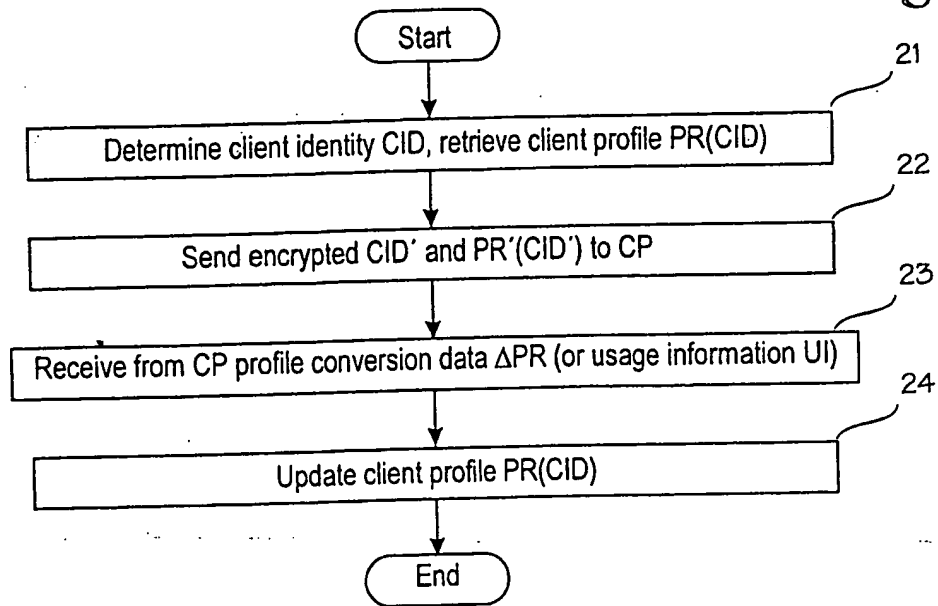 Start
21
Determine client identity CID, retrieve client profile PR(CID)
22
Send encrypted CID´ and PR´(CID´) to CP
23
Receive from CP profile conversion data ΔPR (or usage information UI)
24
Update client profile PR(CID)
End